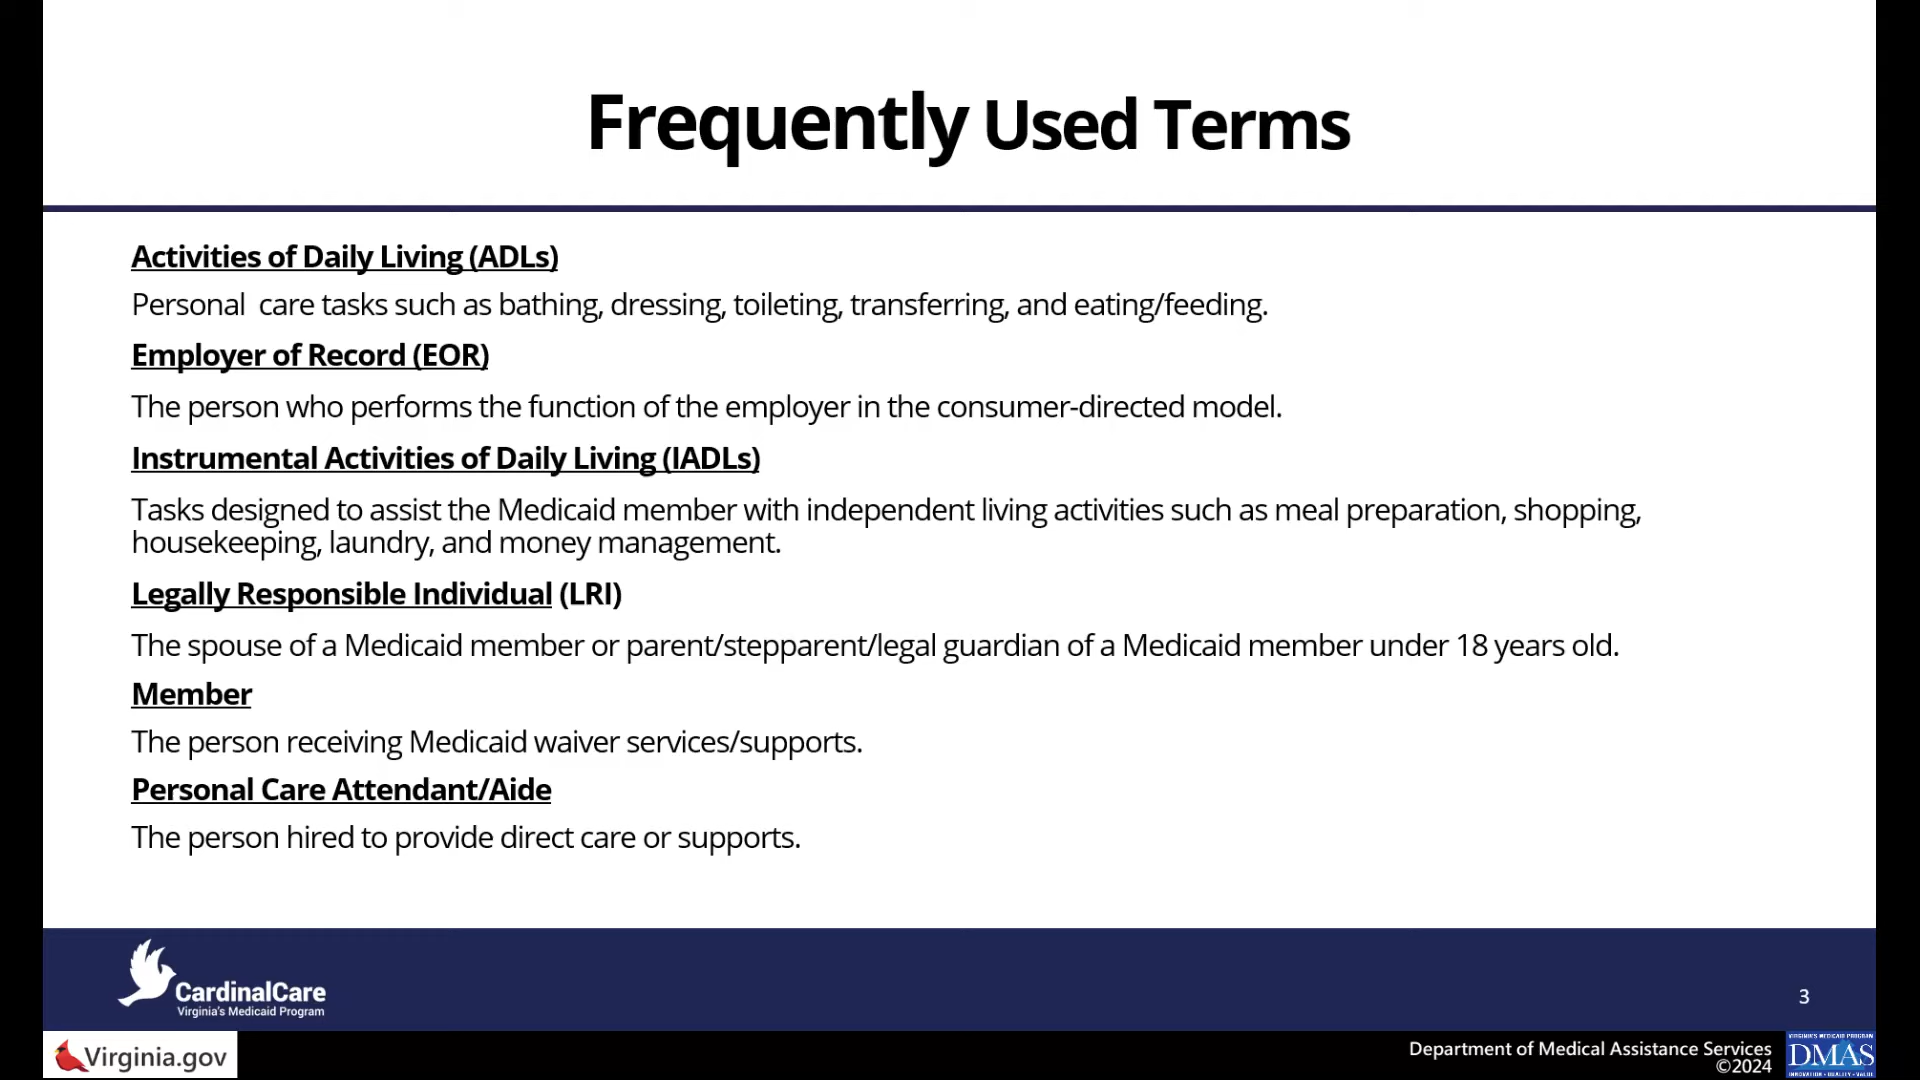 Frequently Used Terms
Activities of Daily Living (ADLs)
Personal care tasks such as bathing, dressing, toileting, transferring, and eating/feeding.
Employer of Record (EOR)
The person who performs the function of the employer in the consumer-directed model.
Instrumental Activities of Daily Living (IADLs)
Tasks designed to assist the Medicaid member with independent living activities such as meal preparation, shopping,
housekeeping, laundry, and money management.
Legally Responsible Individual (LRI)
The spouse of a Medicaid member or parent/stepparent/legal guardian of a Medicaid member under 18 years old.
Member
The person receiving Medicaid waiver services/supports.
Personal Care Attendant/Aide
The person hired to provide direct care or supports.
CardinalCare
Virginia's Medicaid Program
3
Virginia.gov
Department of Medical Assistance Services
©2024
VIRGINIA'S MEDICAID PROGRAM
DMAS
INNOVATION • QUALITY • VALUE